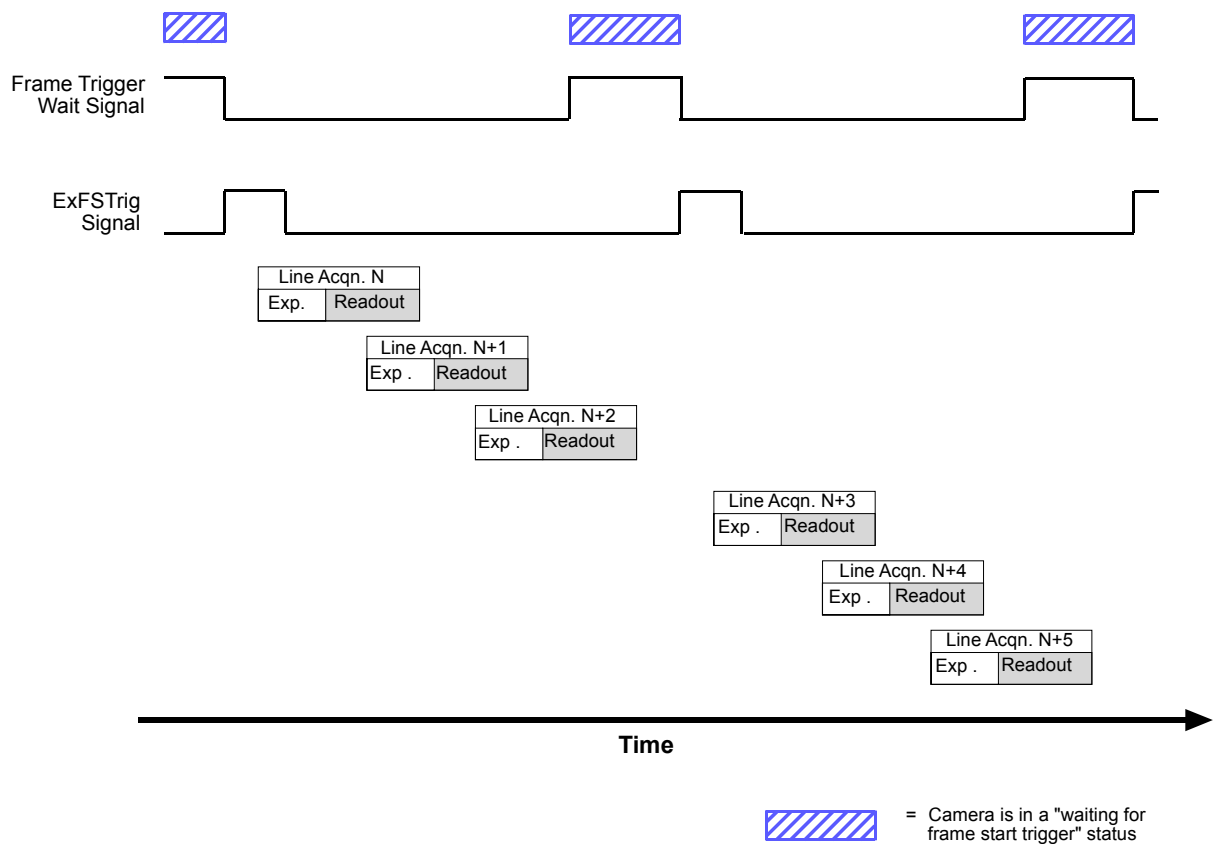 Frame Trigger
Wait Signal
ExFSTrig
Signal
Line Acqn. N
Exp. Readout
Line Acqn. N+1
Exp . Readout
Line Acqn. N+2
Exp . Readout
Line Acqn. N+3
Exp . Readout
Line Acqn. N+4
Exp . Readout
Line Acqn. N+5
Exp . Readout
Time
= Camera is in a "waiting for
frame start trigger" status